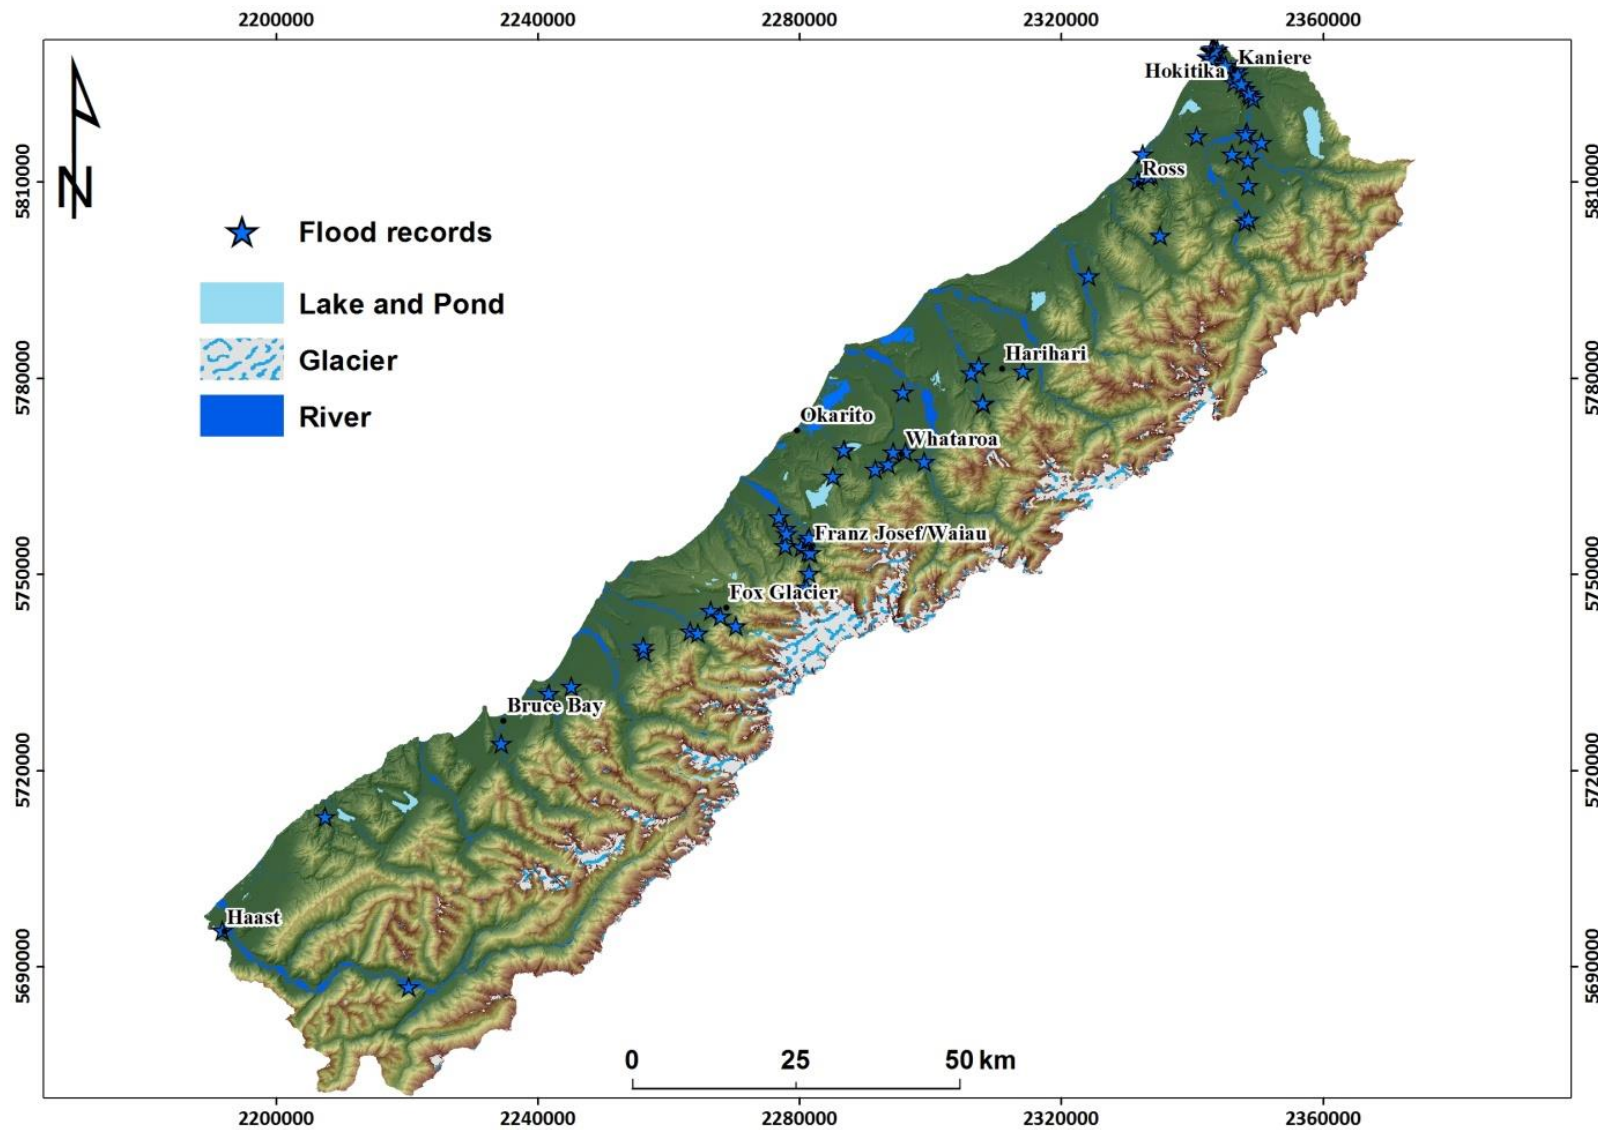 2200000 2240000 2280000 2320000 2360000
Kaniere
Hokitika
5810000 5810000
Ross
N
Flood records
Lake and Pond
Glacier
River
Harihari
5780000 5780000
Okarito
Whataroa
Franz Josef/Waiau
5750000 5750000
Fox Glacier
Bruce Bay
5720000 5720000
Haast
5690000 5690000
0 25 50 km
2200000 2240000 2280000 2320000 2360000